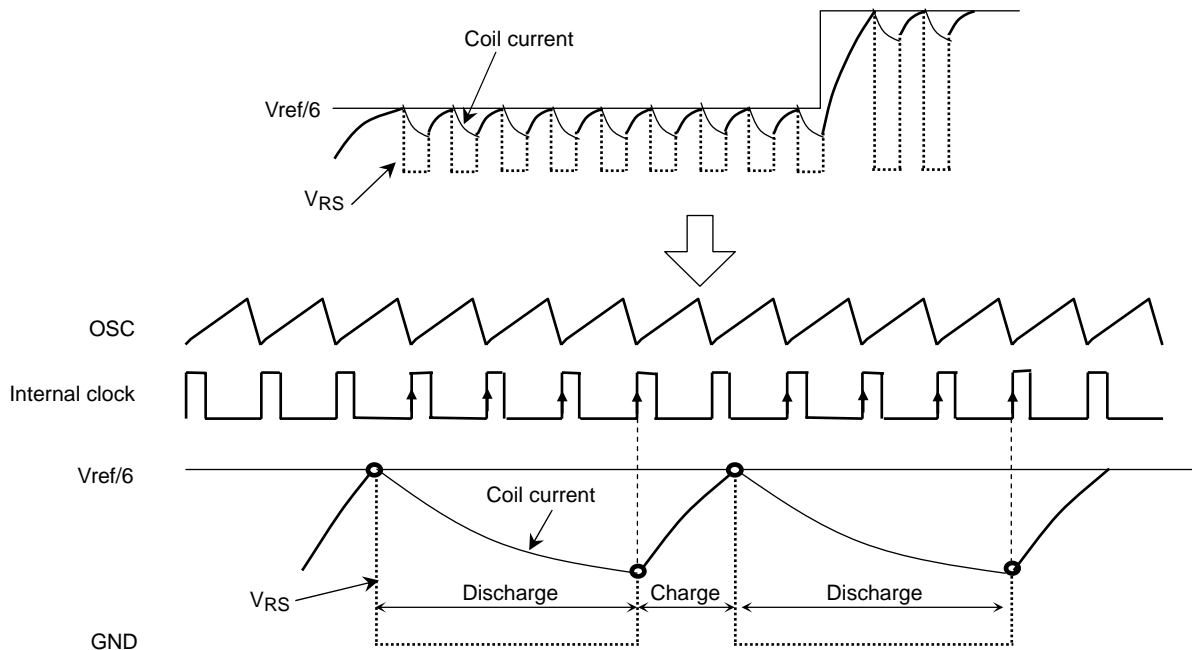 Coil current
Vref/6
VRS
OSC
Internal clock
Vref/6
Coil current
VRS
Discharge
Charge
Discharge
GND